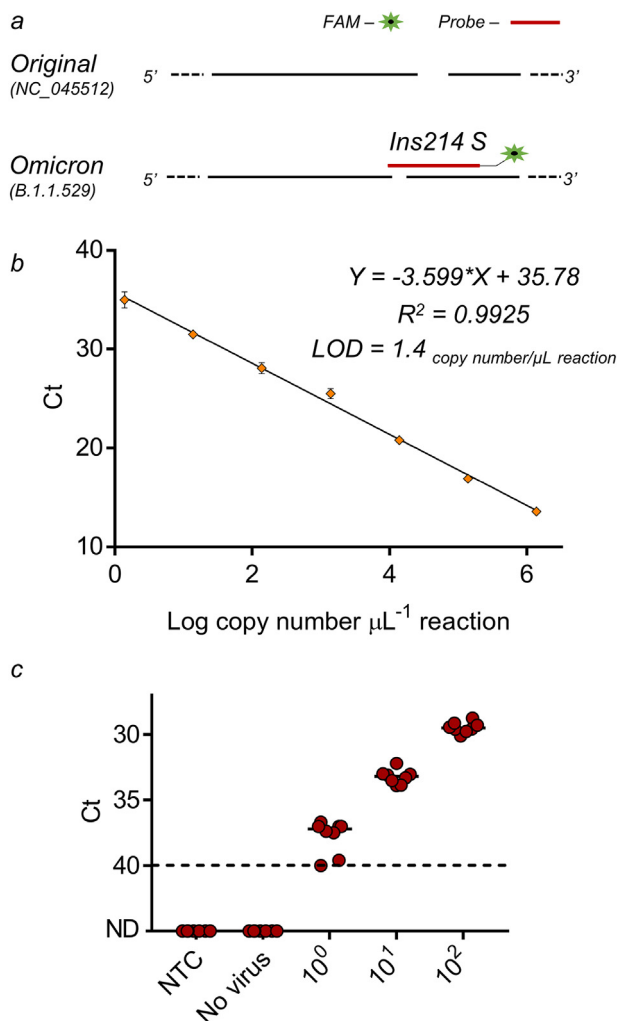 a
FAM – Probe –
Original
(NC_045512)
5’ 3’
Ins214 S
Omicron
(B.1.1.529)
5’ 3’
b
40
30
20
10
Ct
Y = -3.599*X + 35.78
R² = 0.9925
LOD = 1.4 copy number/µL reaction
0 2 4 6
Log copy number µL⁻¹ reaction
c
30
35
40
ND
Ct
NTC No virus 10⁰ 10¹ 10²